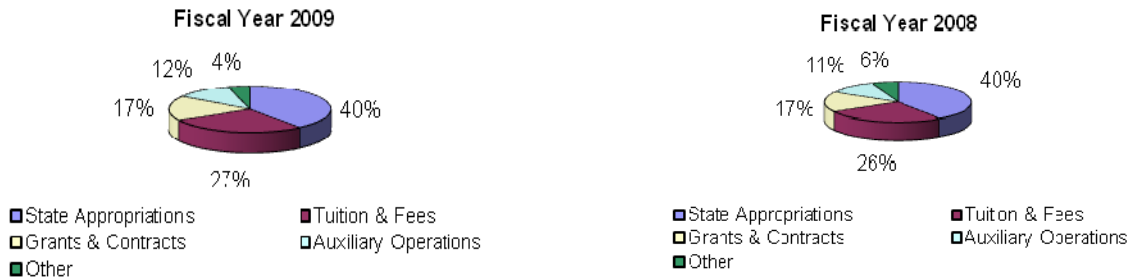 Fiscal Year 2009
4%
12%
17%
40%
27%
State Appropriations
Tuition & Fees
Grants & Contracts
Auxiliary Operations
Other
Fiscal Year 2008
6%
11%
40%
17%
26%
State Appropriations
Tuition & Fees
Grants & Contracts
Auxiliary Operations
Other